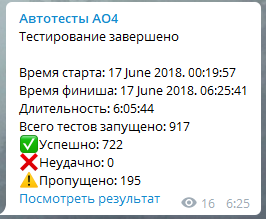 Автотесты АО4
Тестирование завершено
Время старта: 17 June 2018. 00:19:57
Время финиша: 17 June 2018. 06:25:41
Длительность: 6:05:44
Всего тестов запущено: 917
✅Успешно: 722
❌Неудачно: 0
⚠️Пропущено: 195
Посмотреть результат
16 6:25